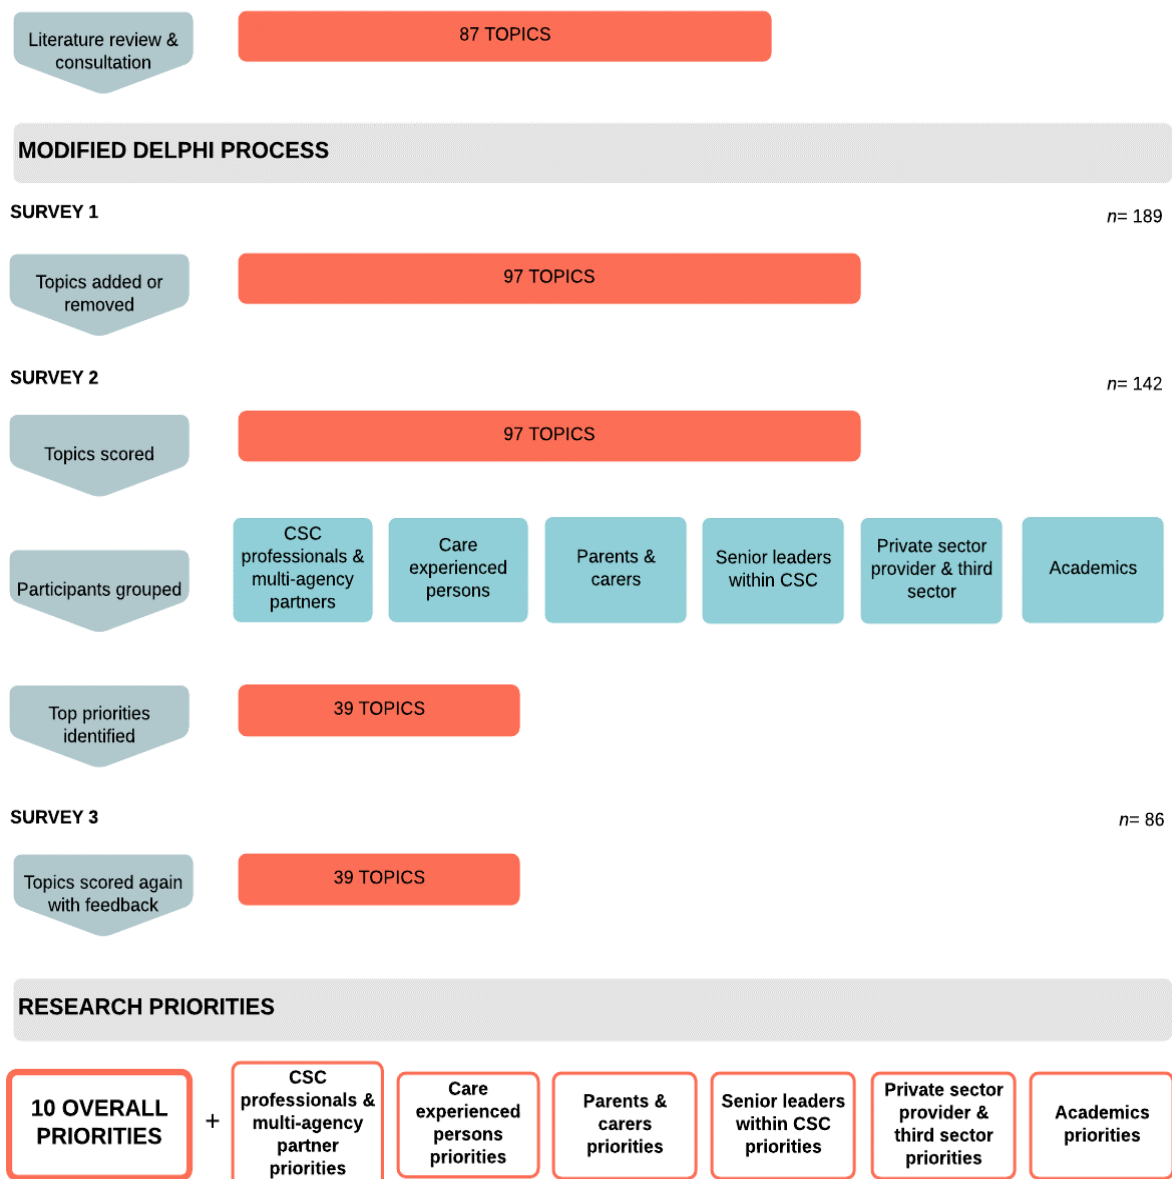 Literature review &
consultation
87 TOPICS
MODIFIED DELPHI PROCESS
SURVEY 1
n= 189
Topics added or
removed
97 TOPICS
SURVEY 2
n= 142
Topics scored
97 TOPICS
Participants grouped
CSC
professionals &
multi-agency
partners
Care
experienced
persons
Parents &
carers
Senior leaders
within CSC
Private sector
provider & third
sector
Academics
Top priorities
identified
39 TOPICS
SURVEY 3
n= 86
Topics scored again
with feedback
39 TOPICS
RESEARCH PRIORITIES
10 OVERALL
PRIORITIES
+
CSC
professionals &
multi-agency
partner
priorities
Care
experienced
persons
priorities
Parents &
carers
priorities
Senior leaders
within CSC
priorities
Private sector
provider &
third sector
priorities
Academics
priorities